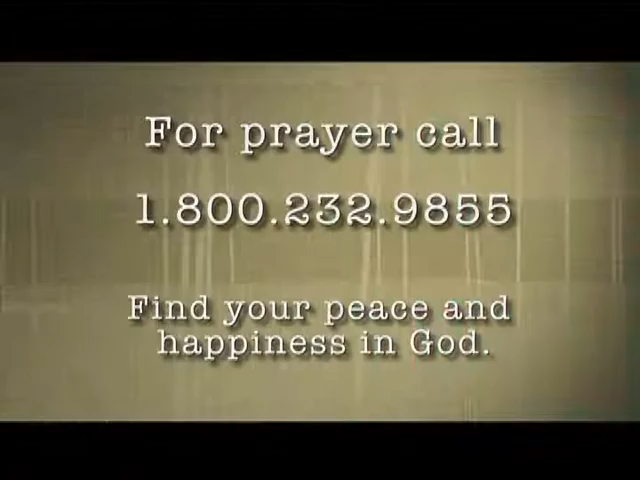 For prayer call
1.800.232.9855
Find your peace and
happiness in God.